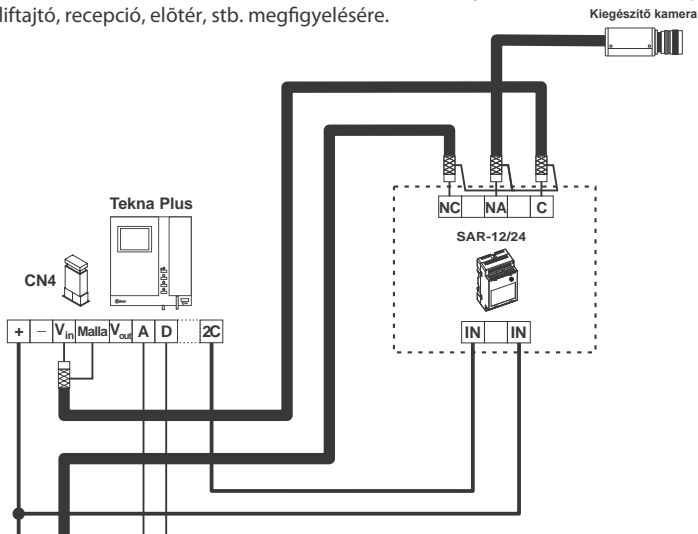 liftajtó, recepció, előtér, stb. megfigyelésére.
Kiegészítő kamera
NC NA C
SAR-12/24
IN IN
Tekna Plus
CN4
+ – Vin Malla Vout A D 2C